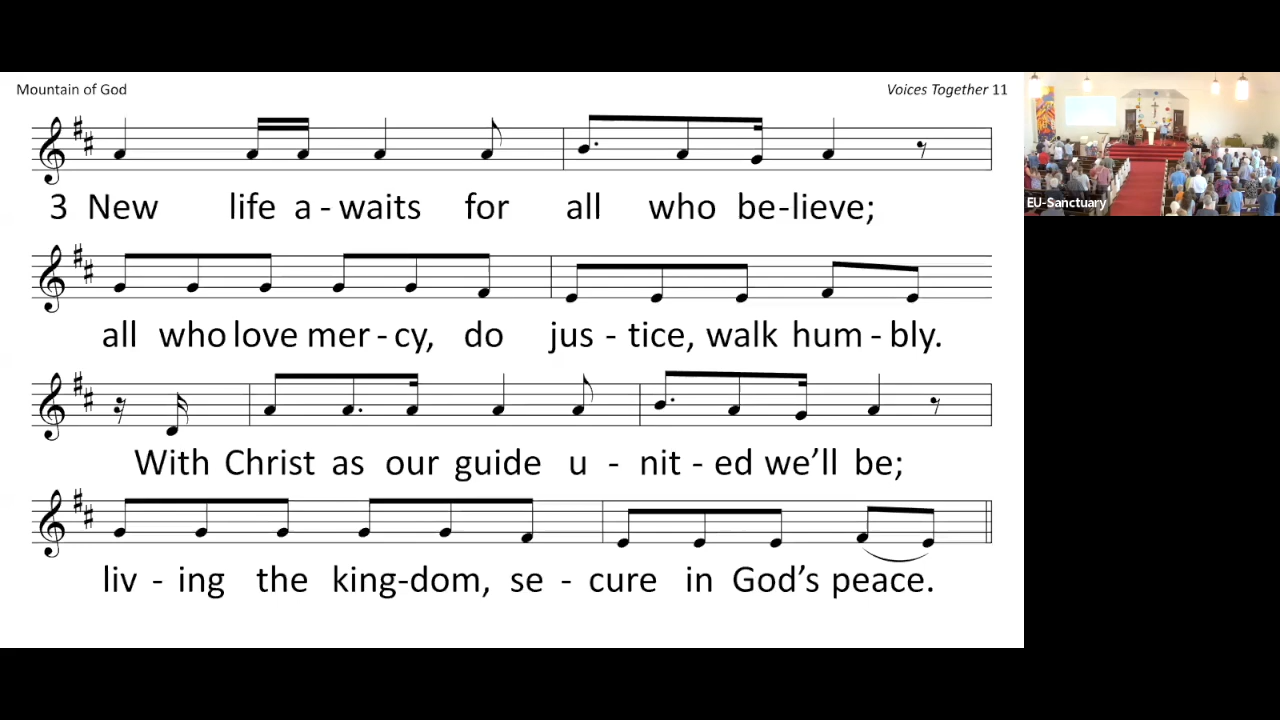 Mountain of God
Voices Together 11
3 New life a - waits for all who be-lieve;
all who love mer - cy, do jus - tice, walk hum - bly.
With Christ as our guide u - nit - ed we’ll be;
liv - ing the king-dom, se - cure in God’s peace.
EU-Sanctuary